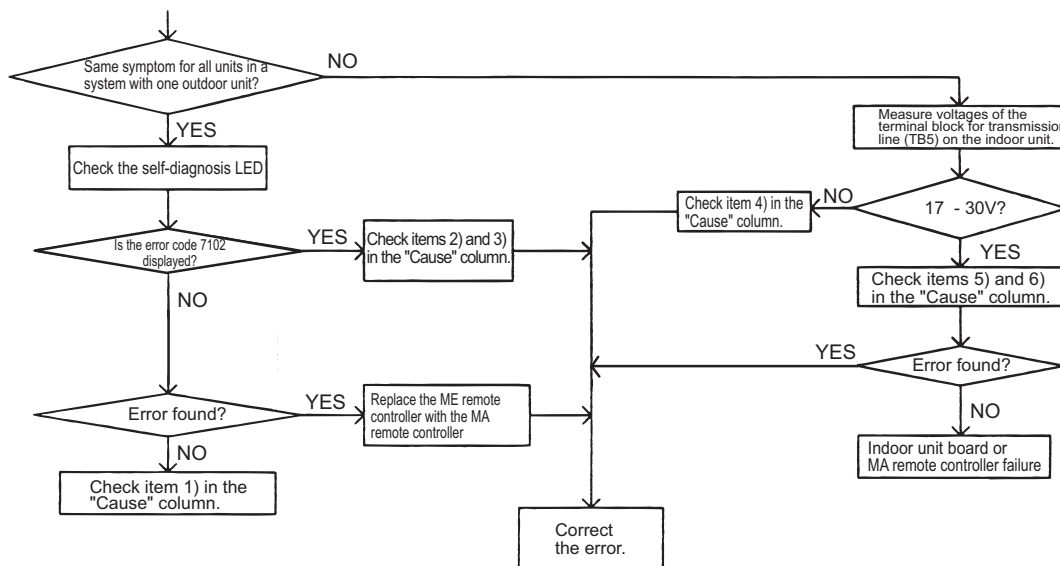 Same symptom for all units in a
system with one outdoor unit?
NO
YES
Check the self-diagnosis LED
Is the error code 7102
displayed?
YES
Check items 2) and 3)
in the "Cause" column.
NO
Error found?
YES
Replace the ME remote
controller with the MA
remote controller
NO
Check item 1) in the
"Cause" column.
Measure voltages of the
terminal block for transmission
line (TB5) on the indoor unit.
17 - 30V?
NO
Check item 4) in the
"Cause" column.
YES
Check items 5) and 6)
in the "Cause" column.
Error found?
YES
NO
Indoor unit board or
MA remote controller failure
Correct
the error.